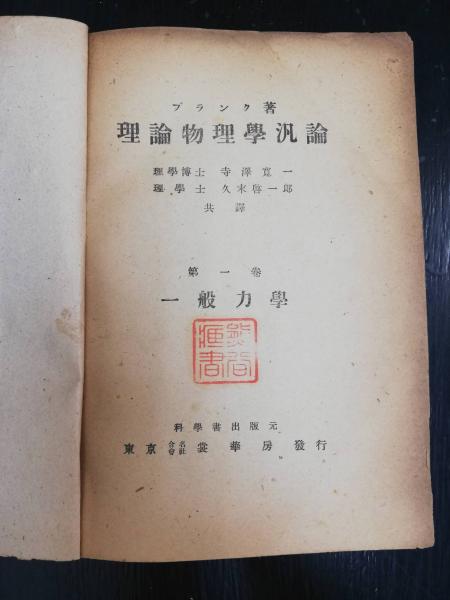 プランク著
理論物理學汎論
理學博士 寺澤寛一
理學士 久末啓一郎
共譯
第一卷
一般力學
科學書出版元
東京 合名會社 裳華房發行